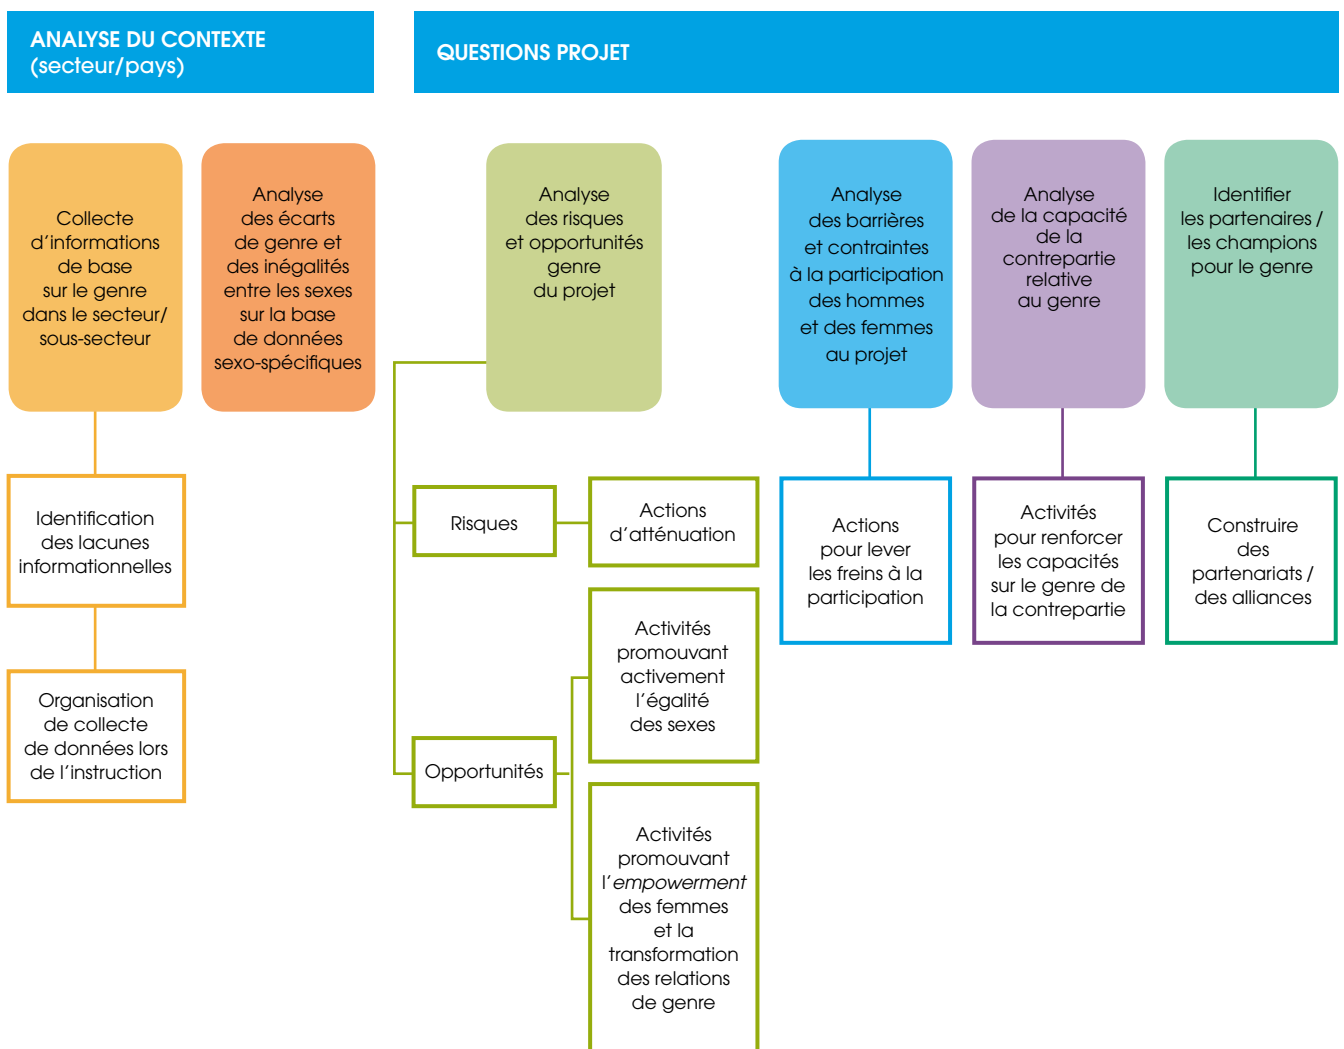 ANALYSE DU CONTEXTE
(secteur/pays)
QUESTIONS PROJET
Collecte
d'informations
de base
sur le genre
dans le secteur/
sous-secteur
Analyse
des écarts
de genre et
des inégalités
entre les sexes
sur la base
de données
sexo-spécifiques
Analyse
des risques
et opportunités
genre
du projet
Analyse
des barrières
et contraintes
à la participation
des hommes
et des femmes
au projet
Analyse
de la capacité
de la
contrepartie
relative
au genre
Identifier
les partenaires /
les champions
pour le genre
Identification
des lacunes
informationnelles
Organisation
de collecte
de données lors
de l'instruction
Risques
Actions
d'atténuation
Opportunités
Activités
promouvant
activement
l'égalité
des sexes
Activités
promouvant
l'empowerment
des femmes
et la
transformation
des relations
de genre
Actions
pour lever
les freins à la
participation
Activités
pour renforcer
les capacités
sur le genre de
la contrepartie
Construire
des
partenariats /
des alliances